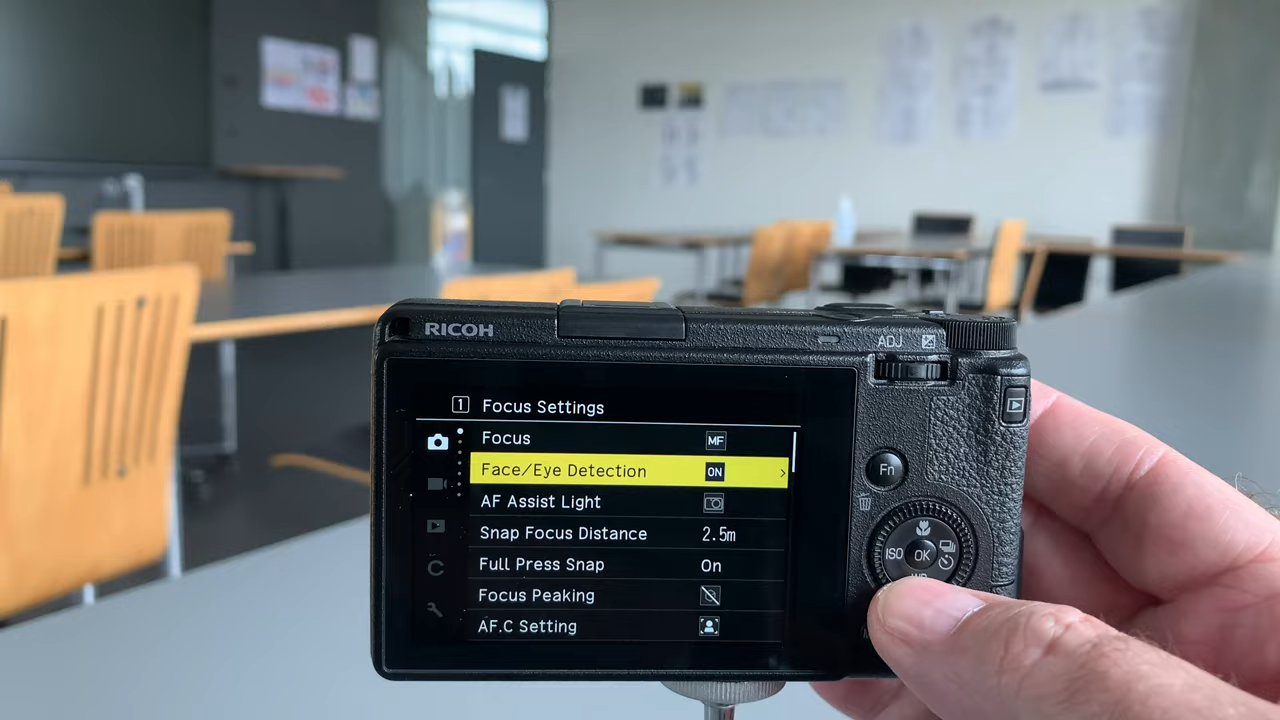 RICOH
ADJ
1 Focus Settings
Focus MF
Face/Eye Detection ON
AF Assist Light
Snap Focus Distance 2.5m
Full Press Snap On
Focus Peaking
AF.C Setting
Fn
ISO OK